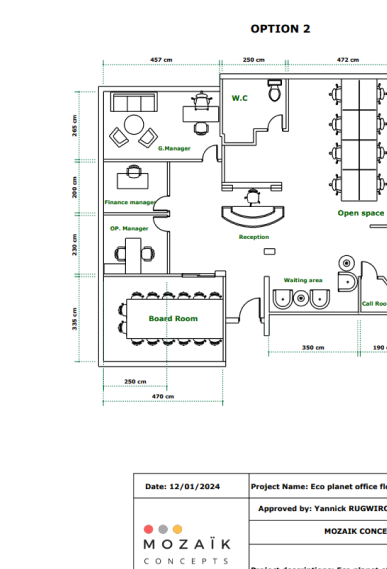 OPTION 2
457 cm
250 cm
472 cm
265 cm
200 cm
230 cm
335 cm
W.C
G.Manager
Finance manager
OP. Manager
Open space
Reception
Waiting area
Call Roo
Board Room
350 cm
190
250 cm
470 cm
Date: 12/01/2024
Project Name: Eco planet office flo
Approved by: Yannick RUGWIRO
MOZAIK CONCE
MOZAÏK
CONCEPTS